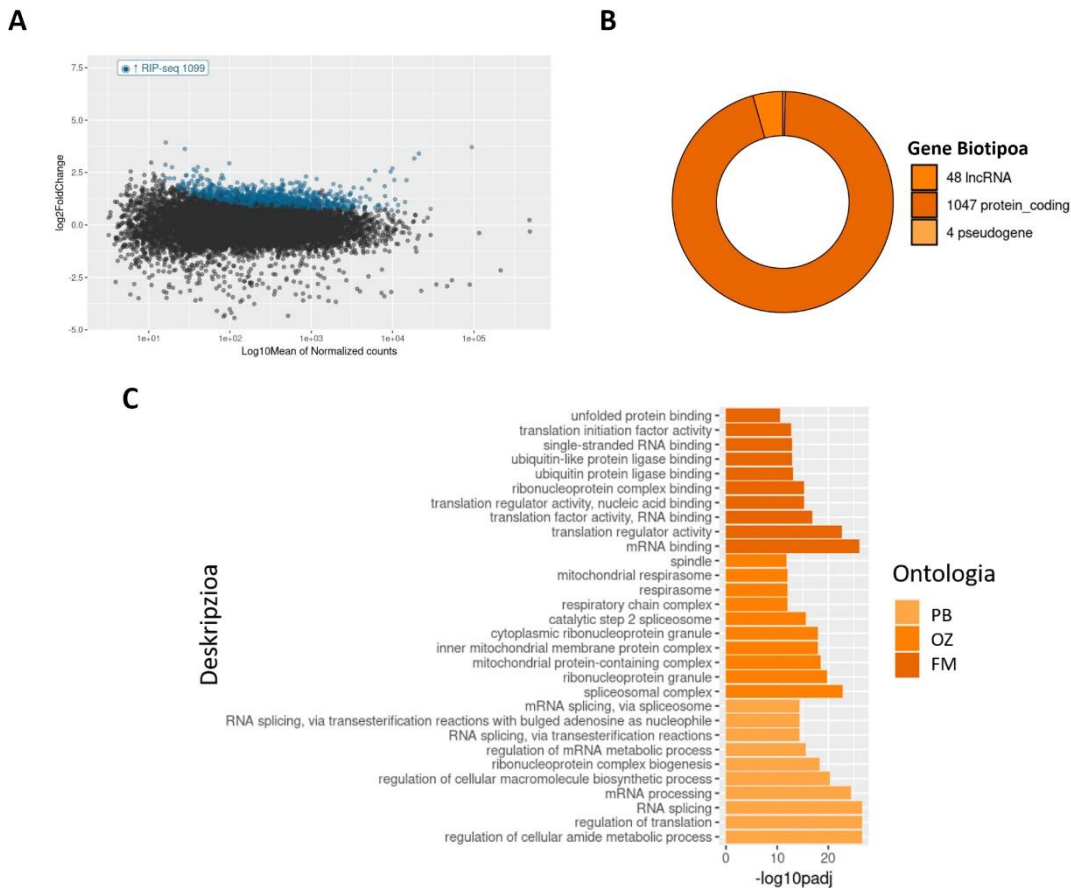 A
7.5
5.0
2.5
0.0
-2.5
-5.0
log2FoldChange
↑ RIP-seq 1099
1e+01
1e+02
1e+03
1e+04
1e+05
Log10Mean of Normalized counts
B
Gene Biotipoa
48 lncRNA
1047 protein_coding
4 pseudogene
C
Deskripzioa
unfolded protein binding
translation initiation factor activity
single-stranded RNA binding
ubiquitin-like protein ligase binding
ubiquitin protein ligase binding
ribonucleoprotein complex binding
translation regulator activity, nucleic acid binding
translation factor activity, RNA binding
translation regulator activity
mRNA binding
spindle
mitochondrial respirasome
respirasome
respiratory chain complex
catalytic step 2 spliceosome
cytoplasmic ribonucleoprotein granule
inner mitochondrial membrane protein complex
mitochondrial protein-containing complex
ribonucleoprotein granule
spliceosomal complex
mRNA splicing, via spliceosome
RNA splicing, via transesterification reactions with bulged adenosine as nucleophile
RNA splicing, via transesterification reactions
regulation of mRNA metabolic process
ribonucleoprotein complex biogenesis
regulation of cellular macromolecule biosynthetic process
mRNA processing
RNA splicing
regulation of translation
regulation of cellular amide metabolic process
0
10
20
-log10padj
Ontologia
PB
OZ
FM